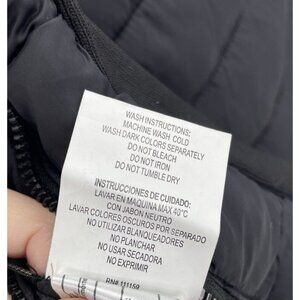 WASH INSTRUCTIONS:
MACHINE WASH COLD
WASH DARK COLORS SEPARATELY
DO NOT BLEACH
DO NOT IRON
DO NOT TUMBLE DRY
INSTRUCCIONES DE CUIDADO:
LAVAR EN MAQUINA MAX 40°C
CON JABON NEUTRO
LAVAR COLORES OSCUROS POR SEPARADO
NO UTILIZAR BLANQUEADORES
NO PLANCHAR
NO USAR SECADORA
NO EXPRIMIR
RN# 111159